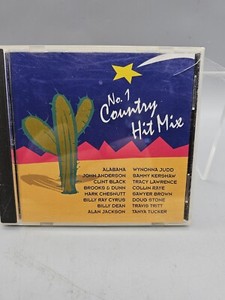 No. 1
Country
Hit Mix
ALABAMA
JOHN ANDERSON
CLINT BLACK
BROOKS & DUNN
MARK CHESNUTT
BILLY RAY CYRUS
BILLY DEAN
ALAN JACKSON
WYNONNA JUDD
SAMMY KERSHAW
TRACY LAWRENCE
COLLIN RAYE
SAWYER BROWN
DOUG STONE
TRAVIS TRITT
TANYA TUCKER